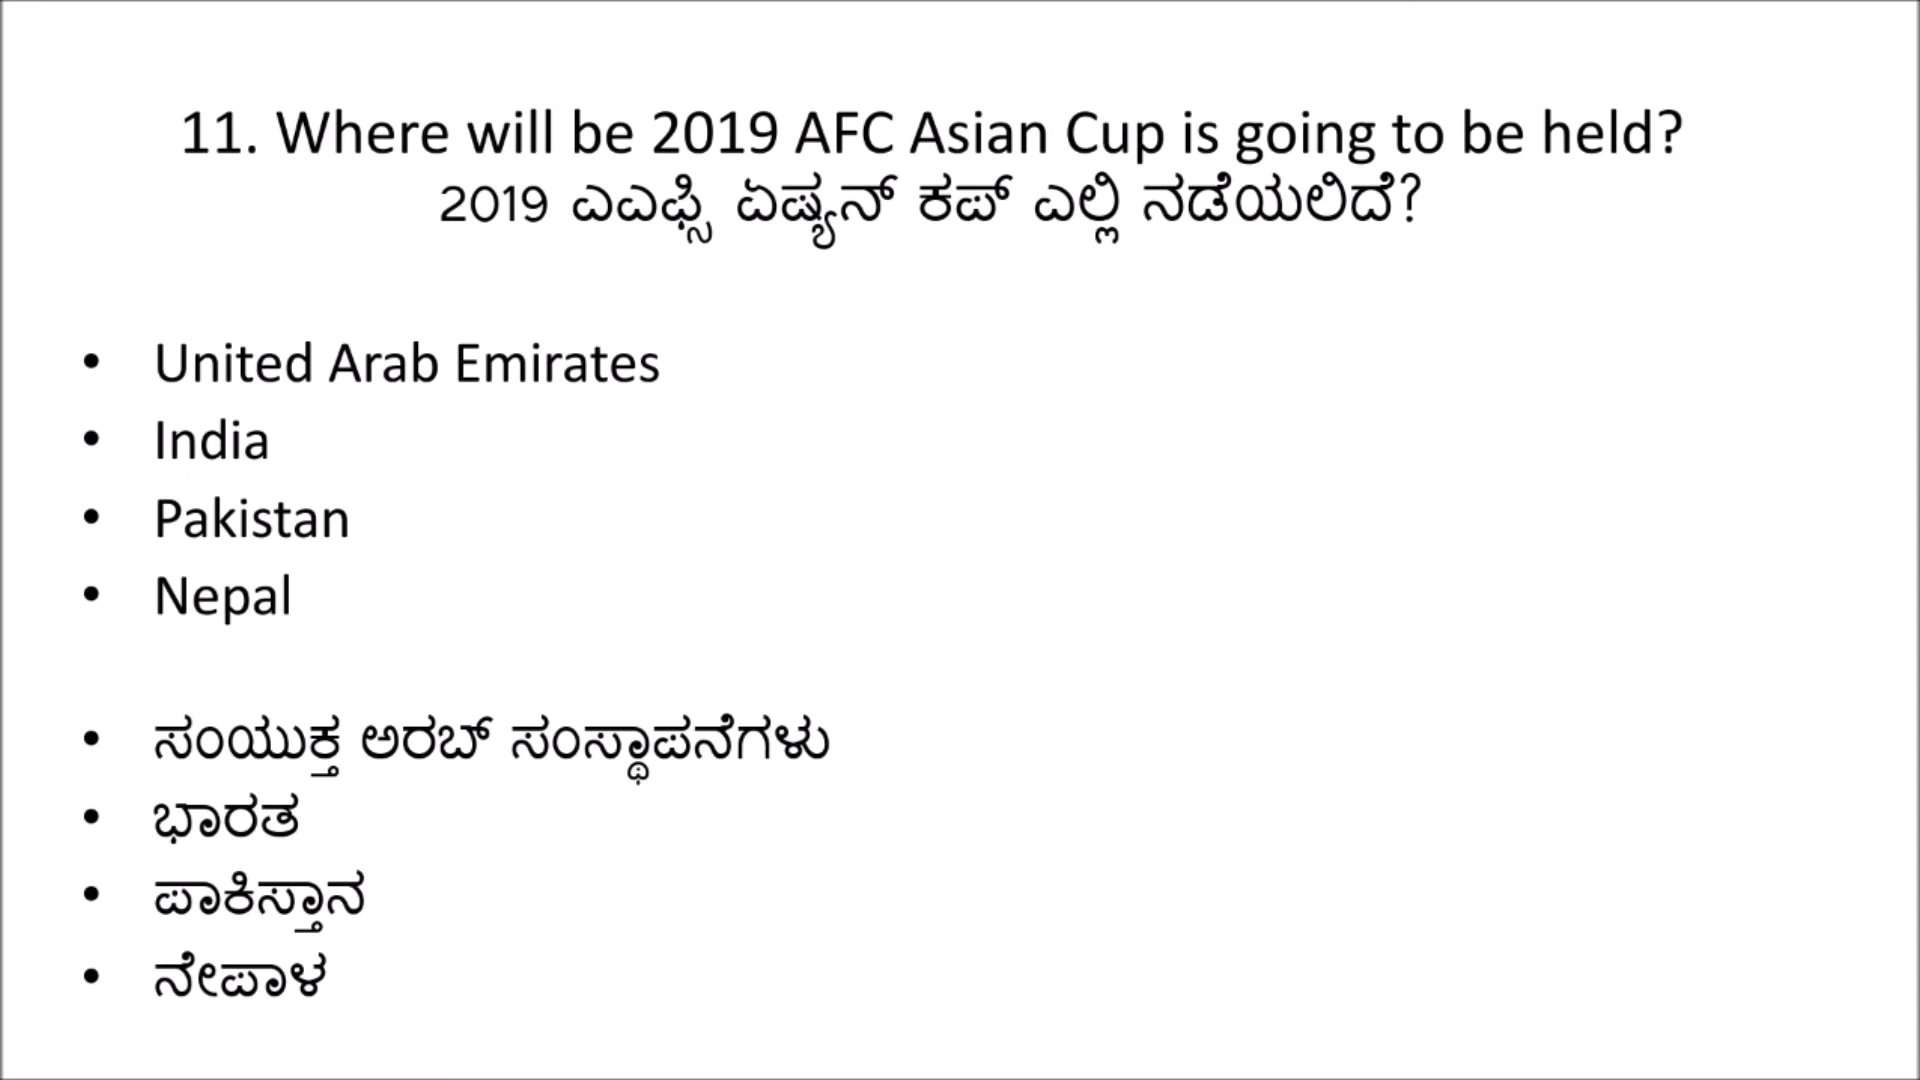 11. Where will be 2019 AFC Asian Cup is going to be held?
2019 ಎಎಫ್ಸಿ ಏಷ್ಯನ್ ಕಪ್ ಎಲ್ಲಿ ನಡೆಯಲಿದೆ?
• United Arab Emirates
• India
• Pakistan
• Nepal
• ಸಂಯುಕ್ತ ಅರಬ್ ಸಂಸ್ಥಾಪನೆಗಳು
• ಭಾರತ
• ಪಾಕಿಸ್ತಾನ
• ನೇಪಾಳ